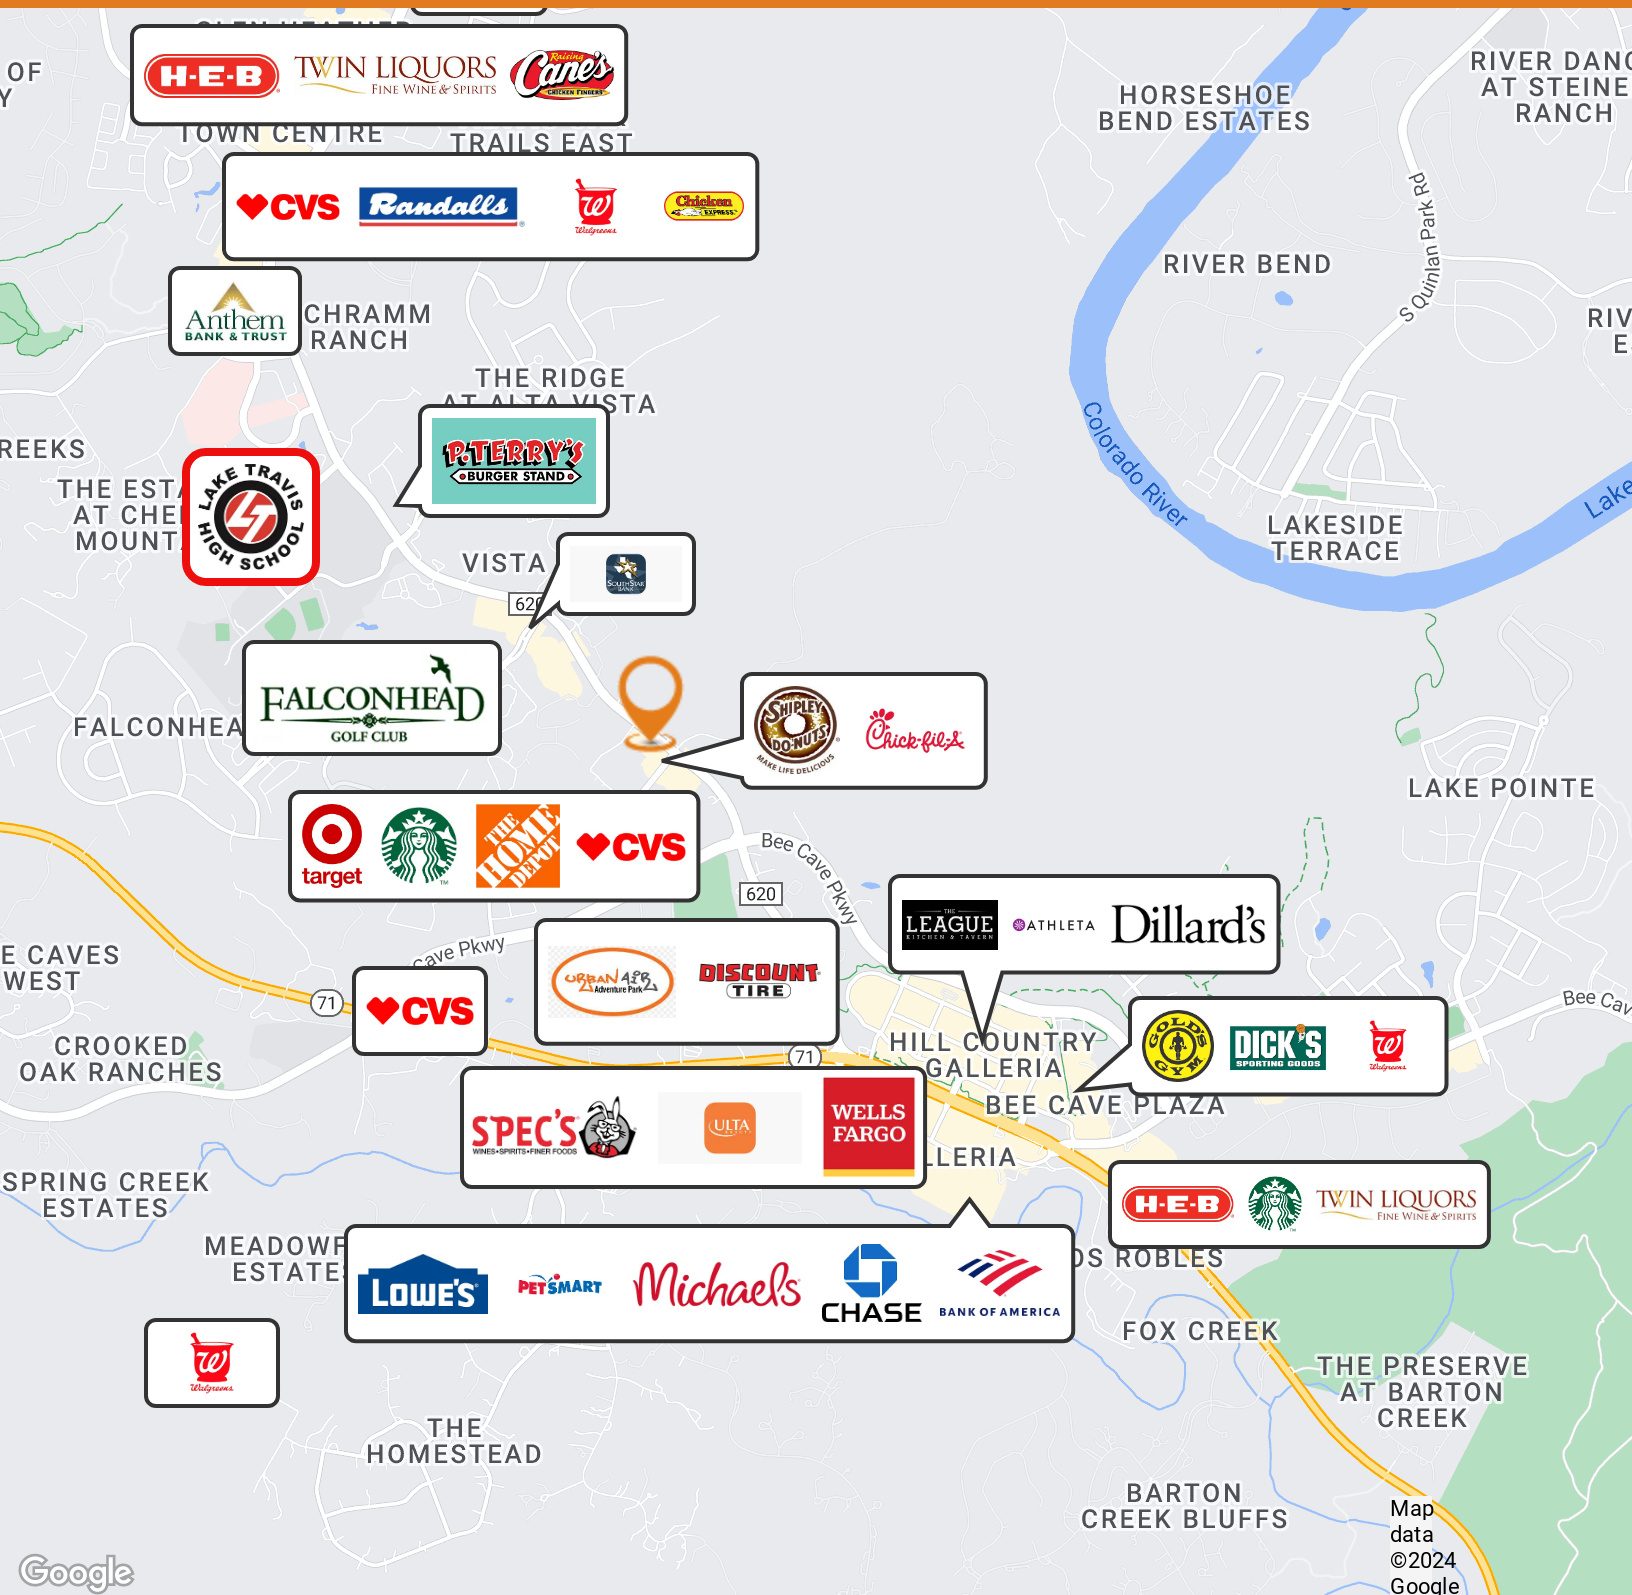 OF
Y
H-E-B
TWIN LIQUORS
FINE WINE & SPIRITS
Raising
Cane's
CHICKEN FINGERS
TOWN CENTRE
TRAILS EAST
HORSESHOE
BEND ESTATES
RIVER DANC
AT STEINE
RANCH
CVS
Randalls
Walgreens
Chicken
EXPRESS
S Quinlan Park Rd
RIVER BEND
Anthem
BANK & TRUST
CHRAMM
RANCH
RIV
E
THE RIDGE
AT ALTA VISTA
P.TERRY'S
BURGER STAND
REEKS
THE ESTA
AT CHE
MOUNTA
LAKE TRAVIS
LT
HIGH SCHOOL
Colorado River
Lake
LAKESIDE
TERRACE
VISTA
SOUTHSTAR
BANK
620
FALCONHEAD
GOLF CLUB
FALCONHEA
SHIPLEY
DO-NUTS
MAKE LIFE DELICIOUS
Chick-fil-A
LAKE POINTE
target
THE
HOME
DEPOT
CVS
Bee Cave Pkwy
620
THE
LEAGUE
KITCHEN & TAVERN
ATHLETA
Dillard's
E CAVES
WEST
Cave Pkwy
URBAN AIR
Adventure Park
DISCOUNT
TIRE
71
CVS
71
Bee Cav
HILL COUNTRY
GALLERIA
GOLD'S
GYM
DICK'S
SPORTING GOODS
Walgreens
CROOKED
OAK RANCHES
BEE CAVE PLAZA
SPEC'S
WINES•SPIRITS•FINER FOODS
ULTA
WELLS
FARGO
LLERIA
SPRING CREEK
ESTATES
H-E-B
TWIN LIQUORS
FINE WINE & SPIRITS
MEADOWF
ESTATES
OS ROBLES
LOWE'S
PETSMART
Michaels
CHASE
BANK OF AMERICA
Walgreens
FOX CREEK
THE PRESERVE
AT BARTON
CREEK
THE
HOMESTEAD
BARTON
CREEK BLUFFS
Map
data
©2024
Google
Google